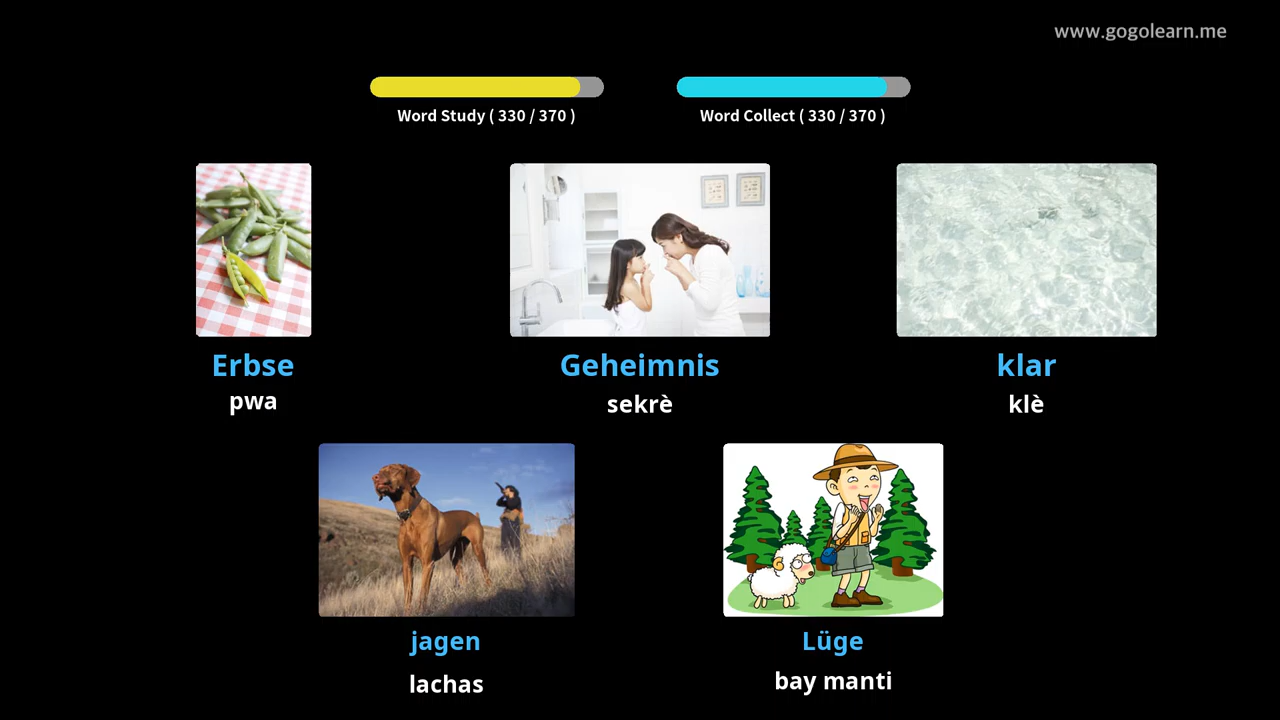 www.gogolearn.me
Word Study ( 330 / 370 )
Word Collect ( 330 / 370 )
Erbse
pwa
Geheimnis
sekrè
klar
klè
jagen
lachas
Lüge
bay manti